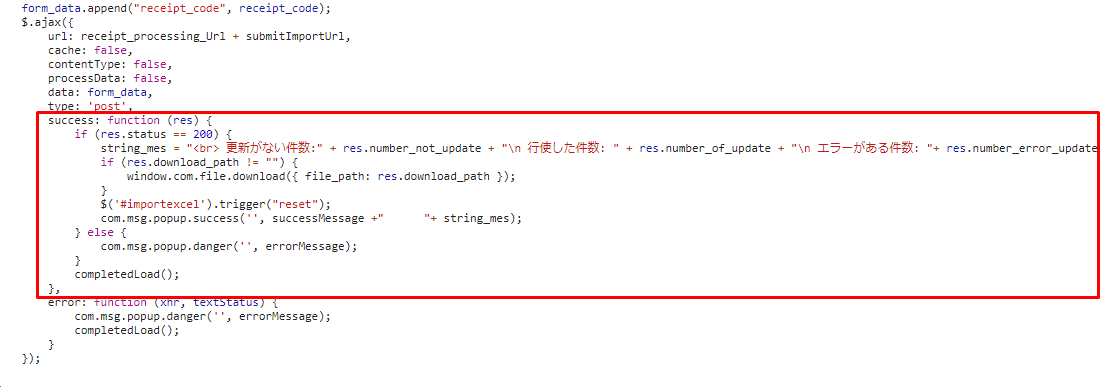 form_data.append("receipt_code", receipt_code);
$.ajax({
url: receipt_processing_Url + submitImportUrl,
cache: false,
contentType: false,
processData: false,
data: form_data,
type: 'post',
success: function (res) {
if (res.status == 200) {
string_mes = "<br> 更新がない件数:" + res.number_not_update + "\n 行使した件数: " + res.number_of_update + "\n エラーがある件数: "+ res.number_error_update
if (res.download_path != "") {
window.com.file.download({ file_path: res.download_path });
}
$('#importexcel').trigger("reset");
com.msg.popup.success('', successMessage +"      "+ string_mes);
} else {
com.msg.popup.danger('', errorMessage);
}
completedLoad();
},
error: function (xhr, textStatus) {
com.msg.popup.danger('', errorMessage);
completedLoad();
}
});